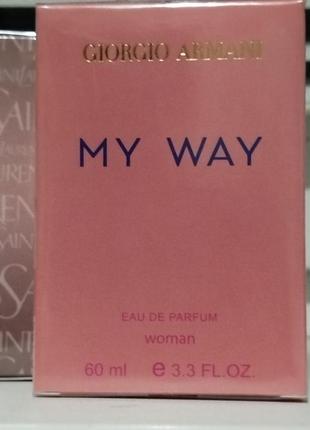 GIORGIO ARMANI
MY WAY
EAU DE PARFUM
woman
60 ml e 3.3 FL.OZ.